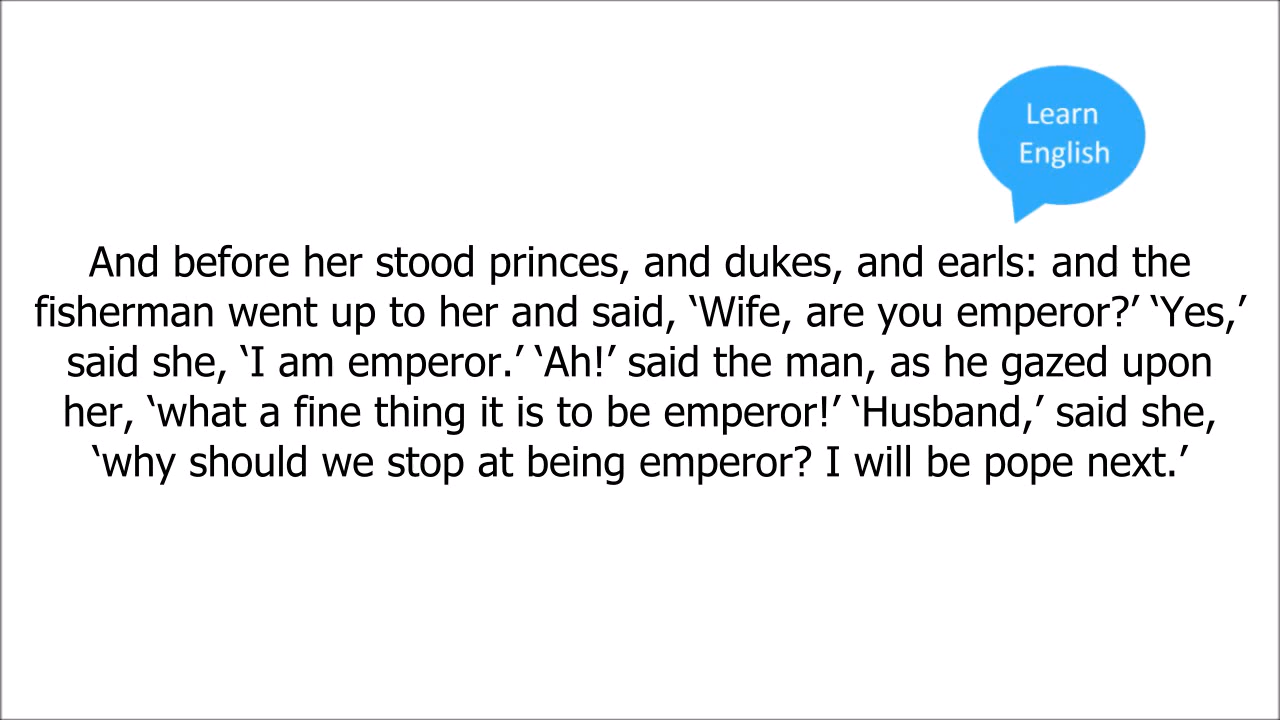 Learn
English
And before her stood princes, and dukes, and earls: and the
fisherman went up to her and said, ‘Wife, are you emperor?’ ‘Yes,’
said she, ‘I am emperor.’ ‘Ah!’ said the man, as he gazed upon
her, ‘what a fine thing it is to be emperor!’ ‘Husband,’ said she,
‘why should we stop at being emperor? I will be pope next.’